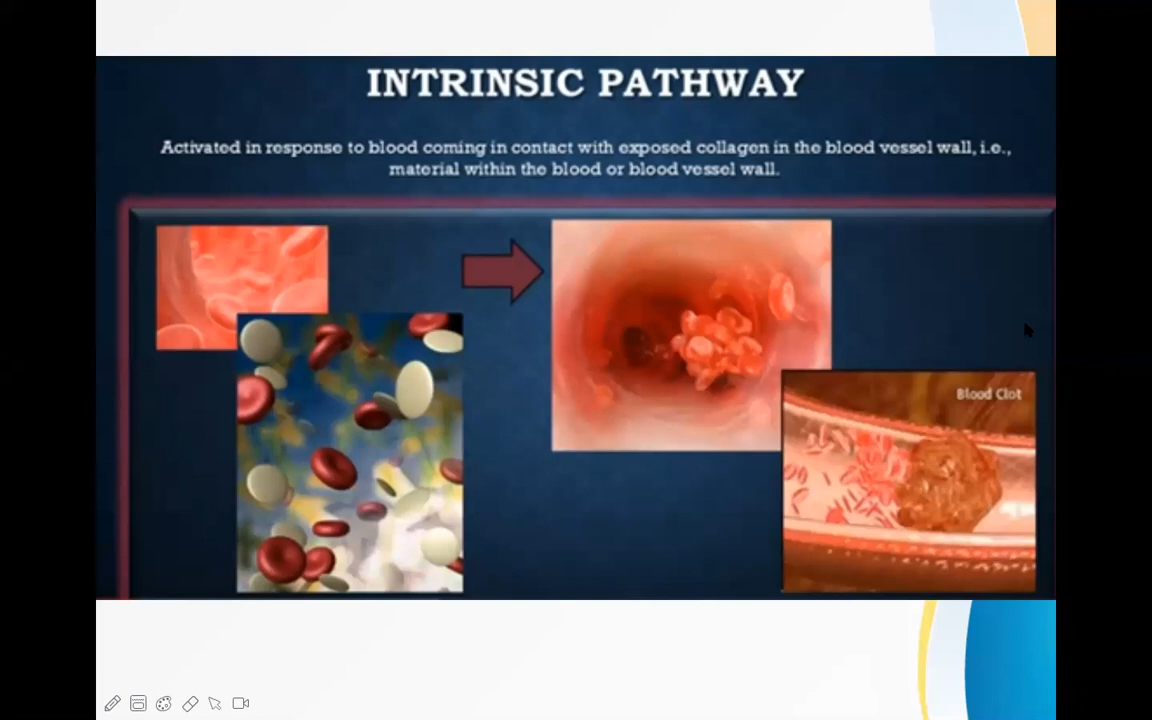 INTRINSIC PATHWAY
Activated in response to blood coming in contact with exposed collagen in the blood vessel wall, i.e.,
material within the blood or blood vessel wall.
Blood Clot